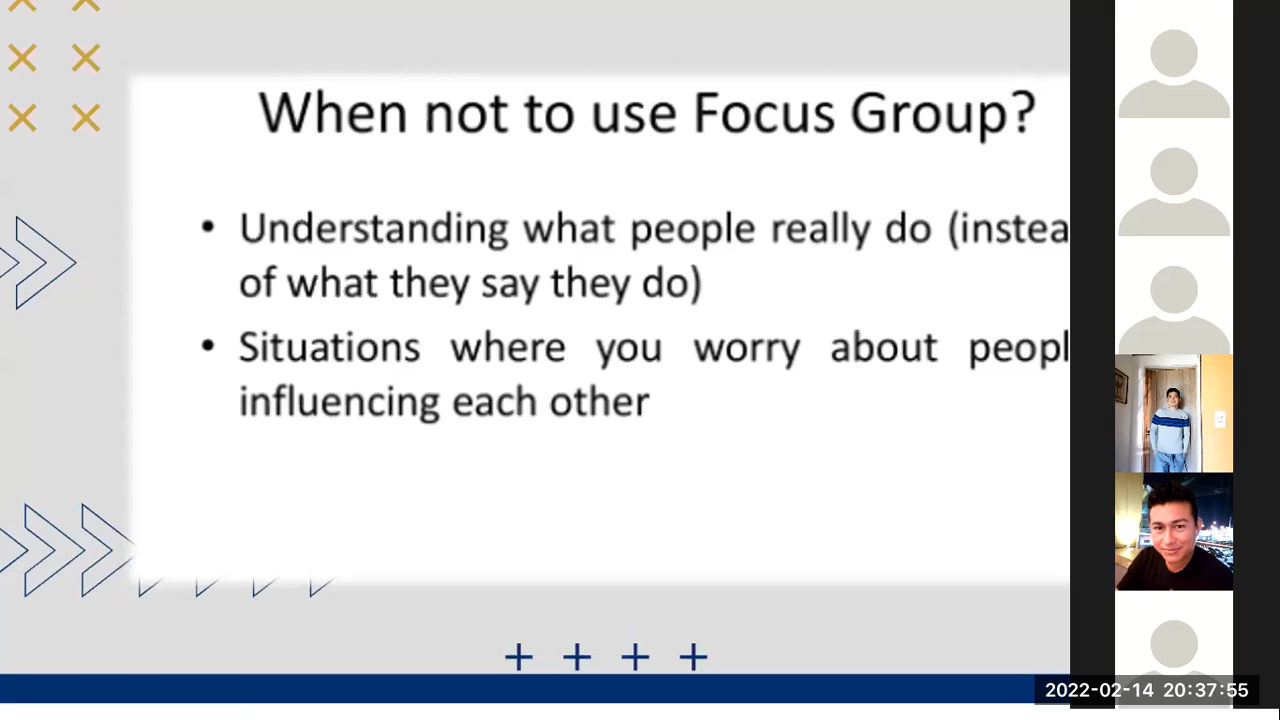 When not to use Focus Group?
• Understanding what people really do (instea
of what they say they do)
• Situations where you worry about peopl
influencing each other
2022-02-14 20:37:55